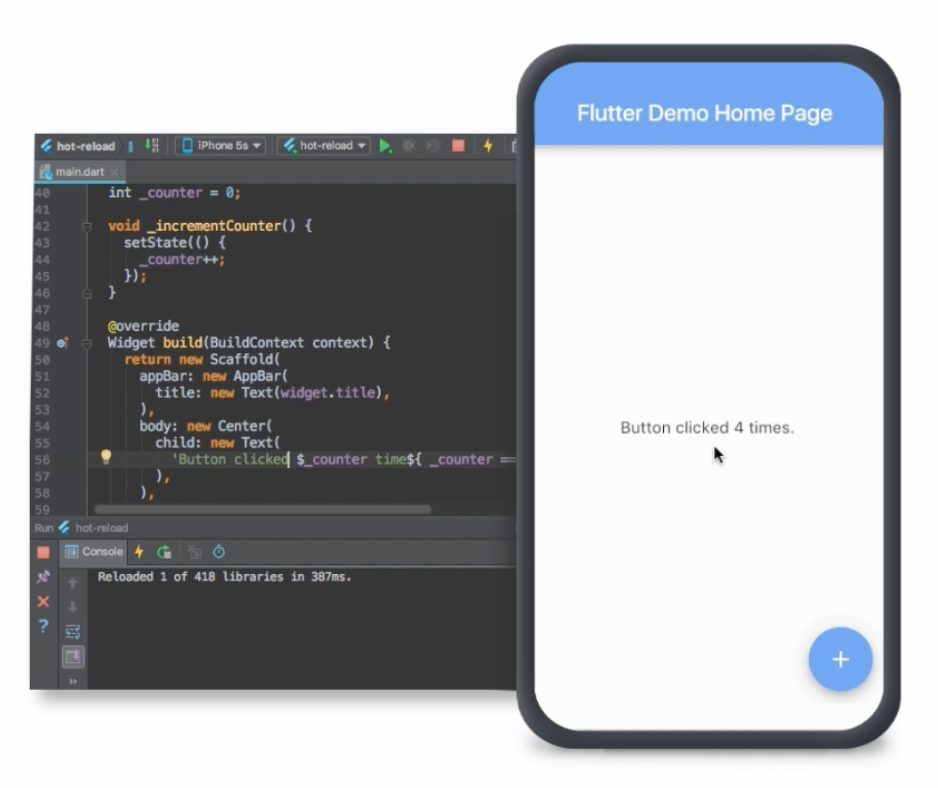 hot-reload
iPhone 5s
hot-reload
main.dart
40 int _counter = 0;
41
42 void _incrementCounter() {
43 setState(() {
44 _counter++;
45 });
46 }
47
48 @override
49 Widget build(BuildContext context) {
50 return new Scaffold(
51 appBar: new AppBar(
52 title: new Text(widget.title),
53 ),
54 body: new Center(
55 child: new Text(
56 'Button clicked $_counter time${ _counter ==
57 ),
58 ),
59
Run hot-reload
Console
Reloaded 1 of 418 libraries in 387ms.
Flutter Demo Home Page
Button clicked 4 times.
+